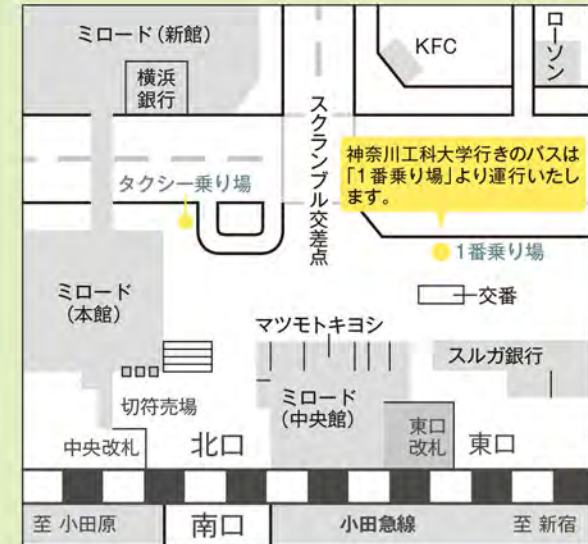 ミロード(新館)
横浜
銀行
スクランブル交差点
KFC
ローソン
神奈川工科大学行きのバスは
「1番乗り場」より運行いたし
ます。
タクシー乗り場
1番乗り場
交番
ミロード
(本館)
マツモトキヨシ
スルガ銀行
切符売場
ミロード
(中央館)
中央改札
北口
東口
改札
東口
至 小田原
南口
小田急線
至 新宿